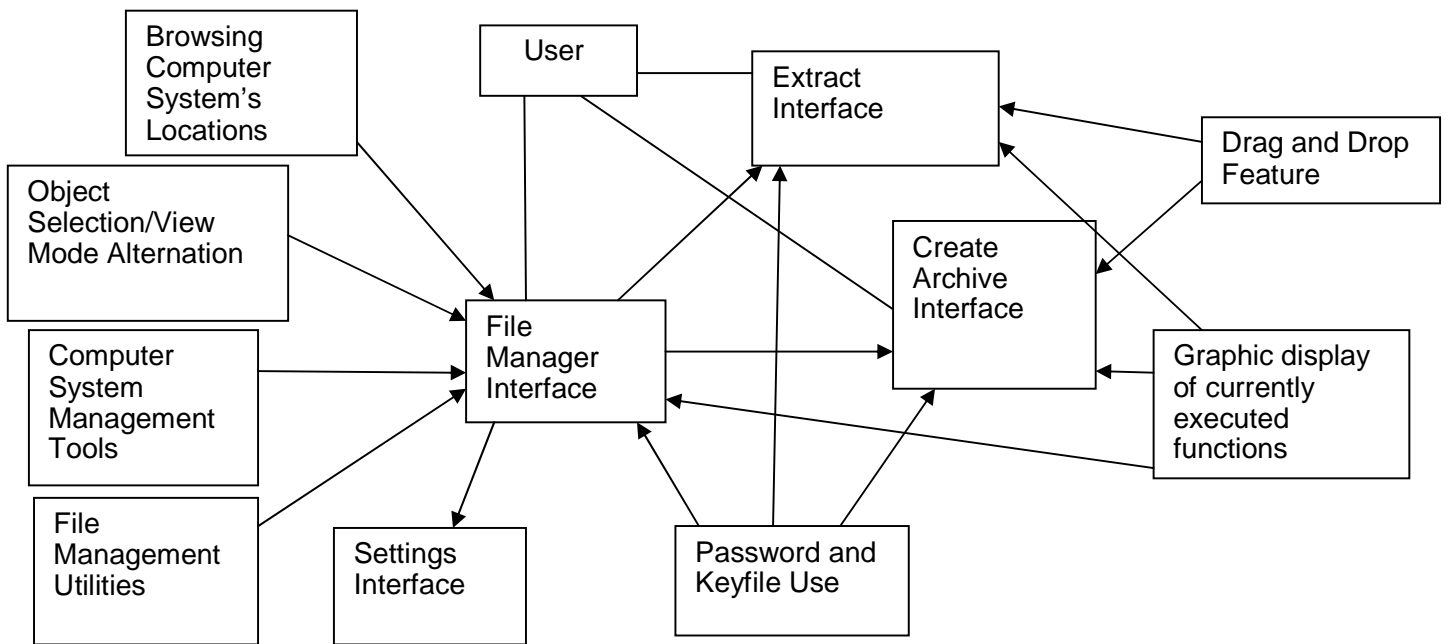 Browsing
Computer
System’s
Locations
User
Extract
Interface
Drag and Drop
Feature
Object
Selection/View
Mode Alternation
Create
Archive
Interface
File
Manager
Interface
Computer
System
Management
Tools
Graphic display
of currently
executed
functions
File
Management
Utilities
Settings
Interface
Password and
Keyfile Use